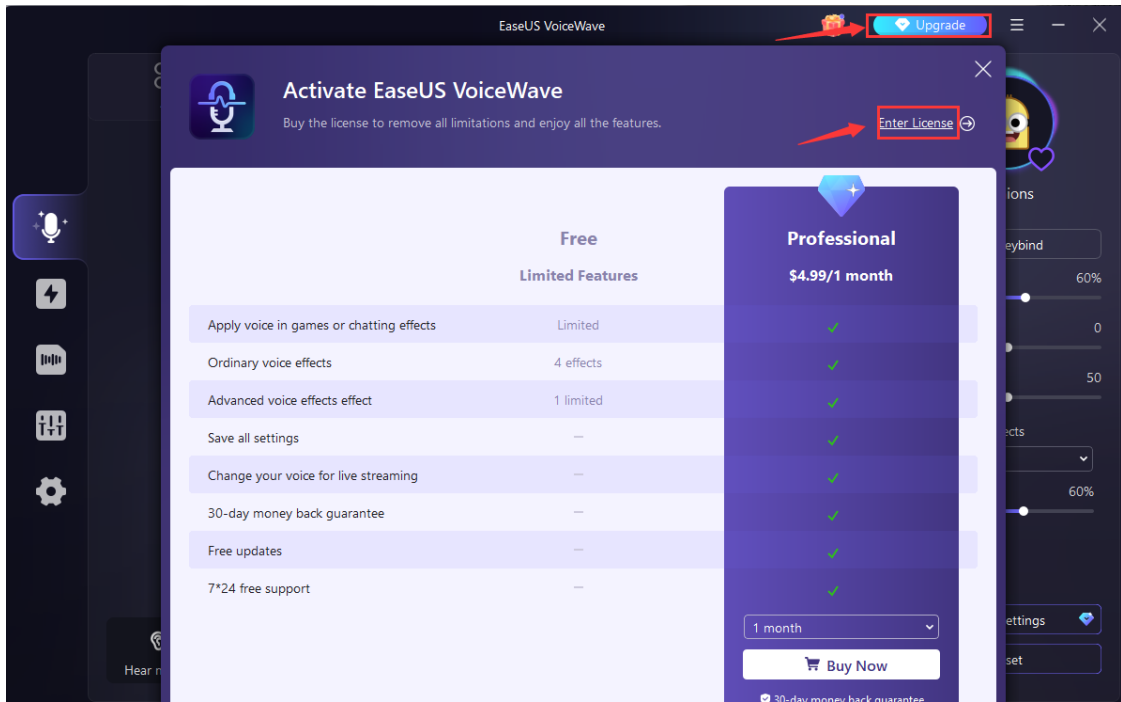 EaseUS VoiceWave
Upgrade
Activate EaseUS VoiceWave
Buy the license to remove all limitations and enjoy all the features.
Enter License
Free
Professional
Limited Features
$4.99/1 month
Apply voice in games or chatting effects
Limited
Ordinary voice effects
4 effects
Advanced voice effects effect
1 limited
Save all settings
—
Change your voice for live streaming
—
30-day money back guarantee
—
Free updates
—
7*24 free support
—
1 month
Buy Now
30-day money back guarantee
Hear
ions
eybind
60%
0
50
ects
60%
ettings
set